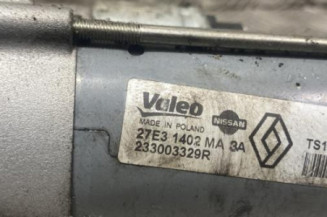 Valeo
NISSAN
MADE IN POLAND
27E3 1402 MA 3A
233003329R
TS1